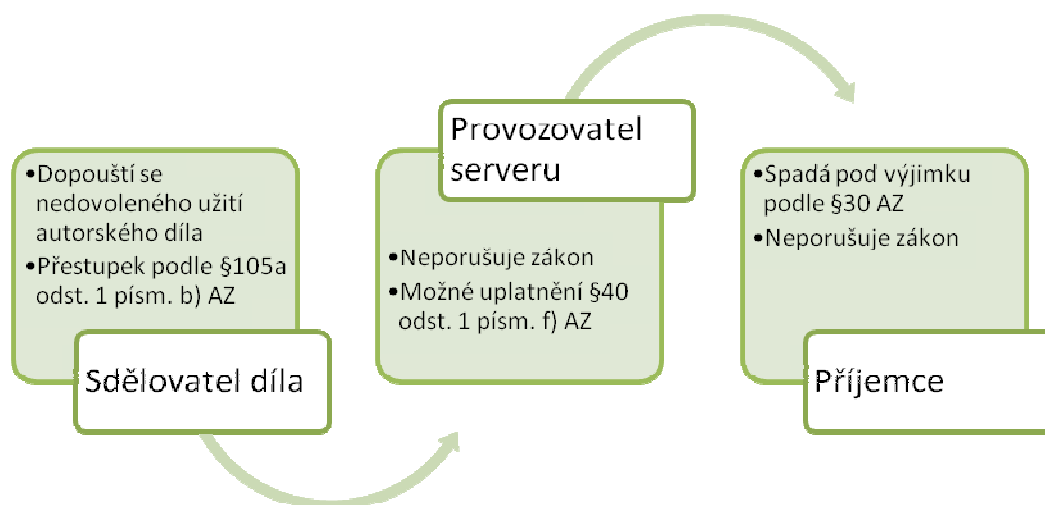 •Dopouští se
nedovoleného užití
autorského díla
•Přestupek podle §105a
odst. 1 písm. b) AZ
Sdělovatel díla
Provozovatel
serveru
•Neporušuje zákon
•Možné uplatnění §40
odst. 1 písm. f) AZ
•Spadá pod výjimku
podle §30 AZ
•Neporušuje zákon
Příjemce